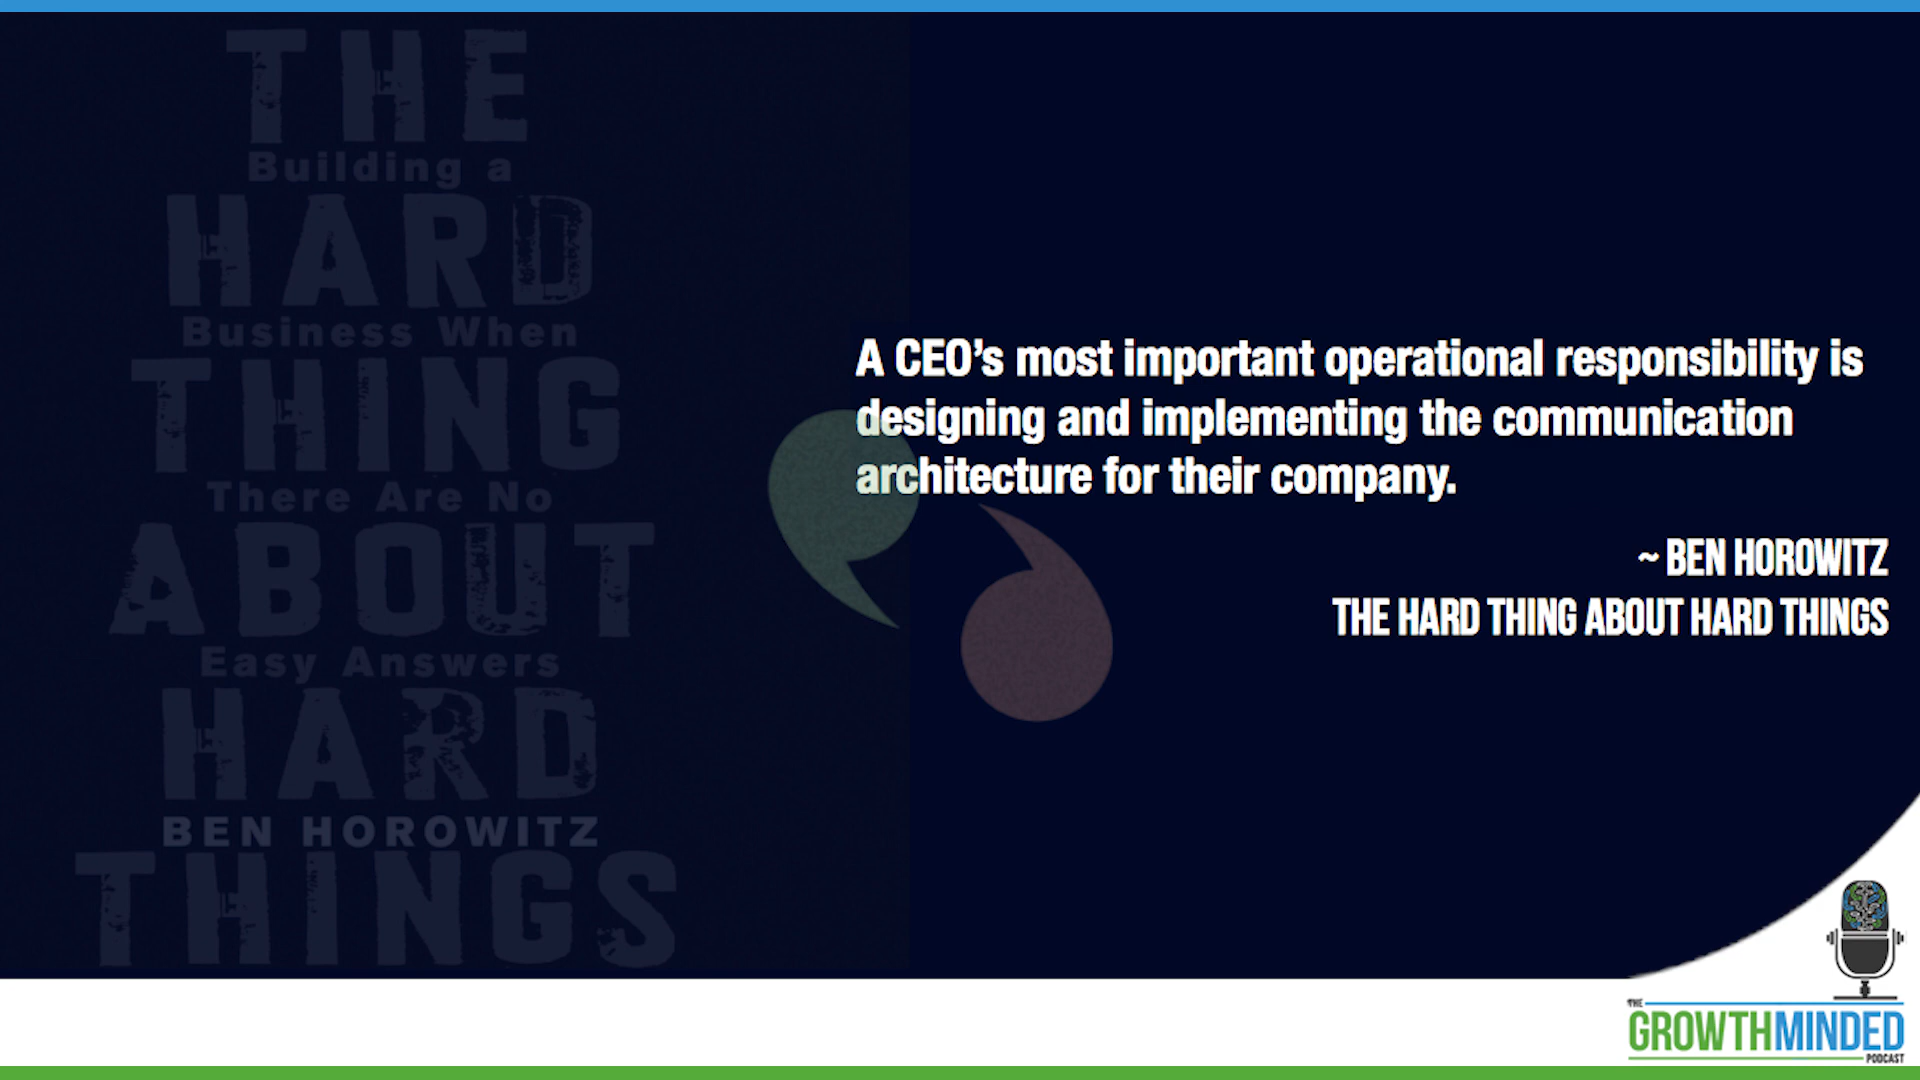 THE
Building a
HARD
Business When
THING
There Are No
ABOUT
Easy Answers
HARD
BEN HOROWITZ
THINGS
A CEO’s most important operational responsibility is
designing and implementing the communication
architecture for their company.
~ BEN HOROWITZ
THE HARD THING ABOUT HARD THINGS
THE
GROWTHMINDED
PODCAST